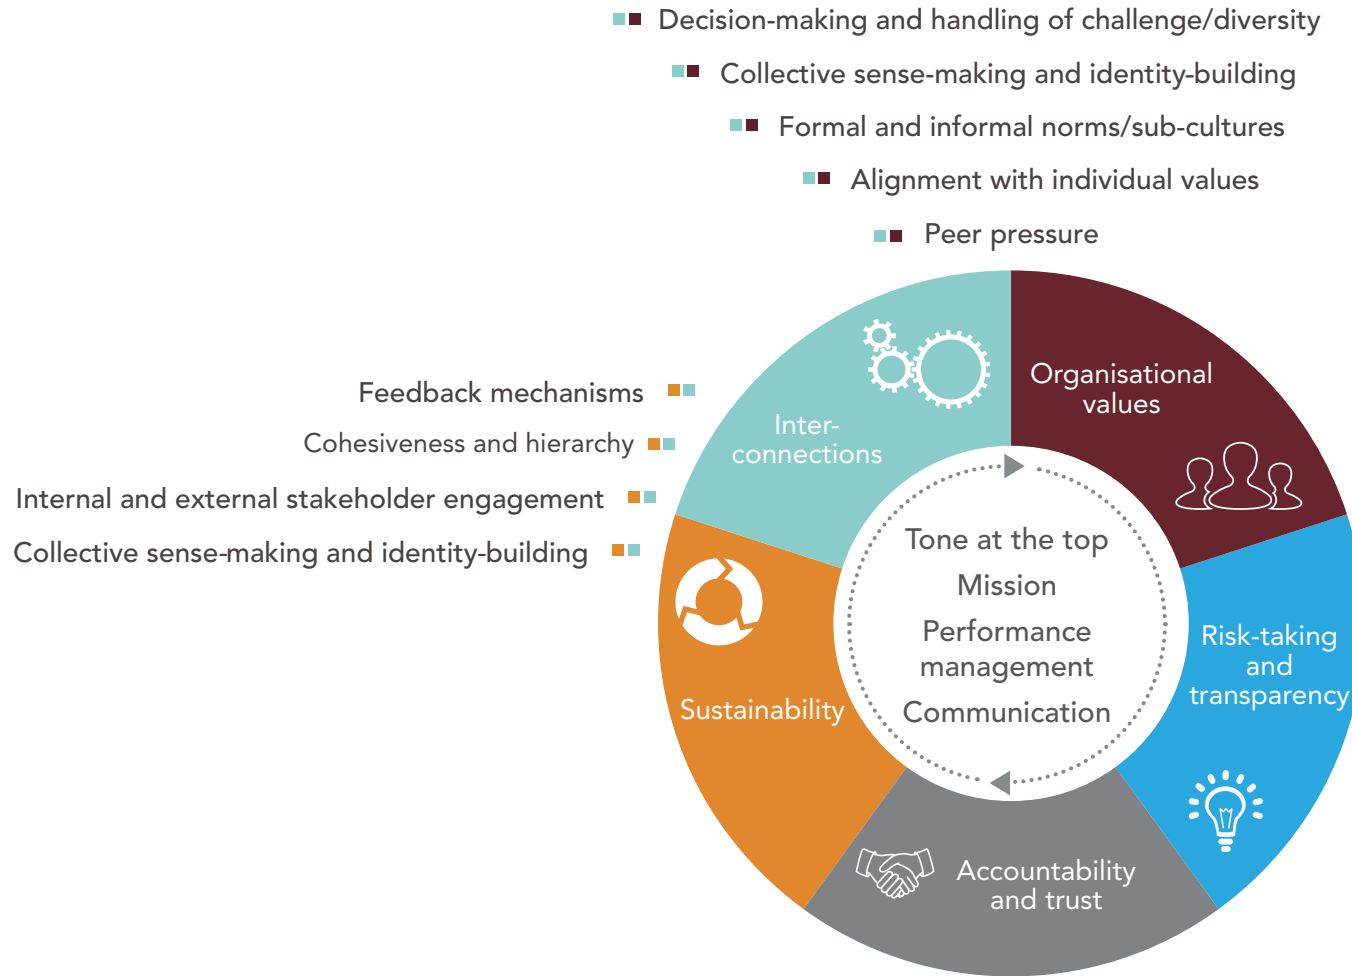 Decision-making and handling of challenge/diversity
Collective sense-making and identity-building
Formal and informal norms/sub-cultures
Alignment with individual values
Peer pressure
Feedback mechanisms
Cohesiveness and hierarchy
Internal and external stakeholder engagement
Collective sense-making and identity-building
Inter-
connections
Organisational
values
Tone at the top
Mission
Performance
management
Communication
Risk-taking
and
transparency
Sustainability
Accountability
and trust